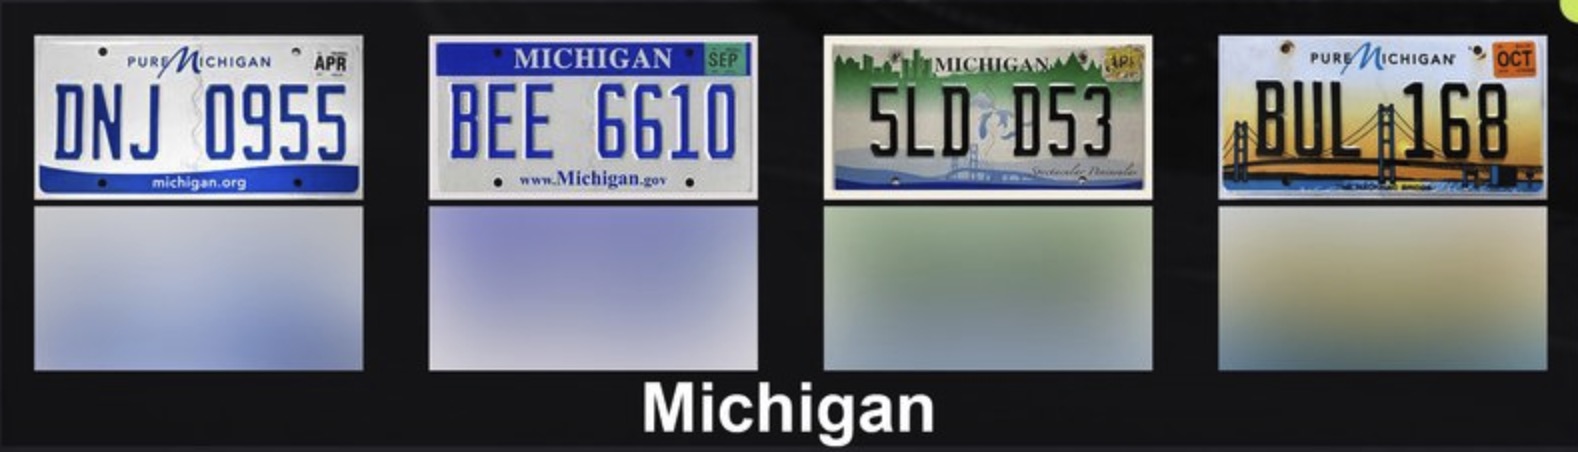 PURE MICHIGAN
APR
DNJ 0955
michigan.org
MICHIGAN
SEP
BEE 6610
www.Michigan.gov
MICHIGAN
5LD D53
Spectacular Peninsulas
PURE MICHIGAN
OCT
BUL 168
Michigan